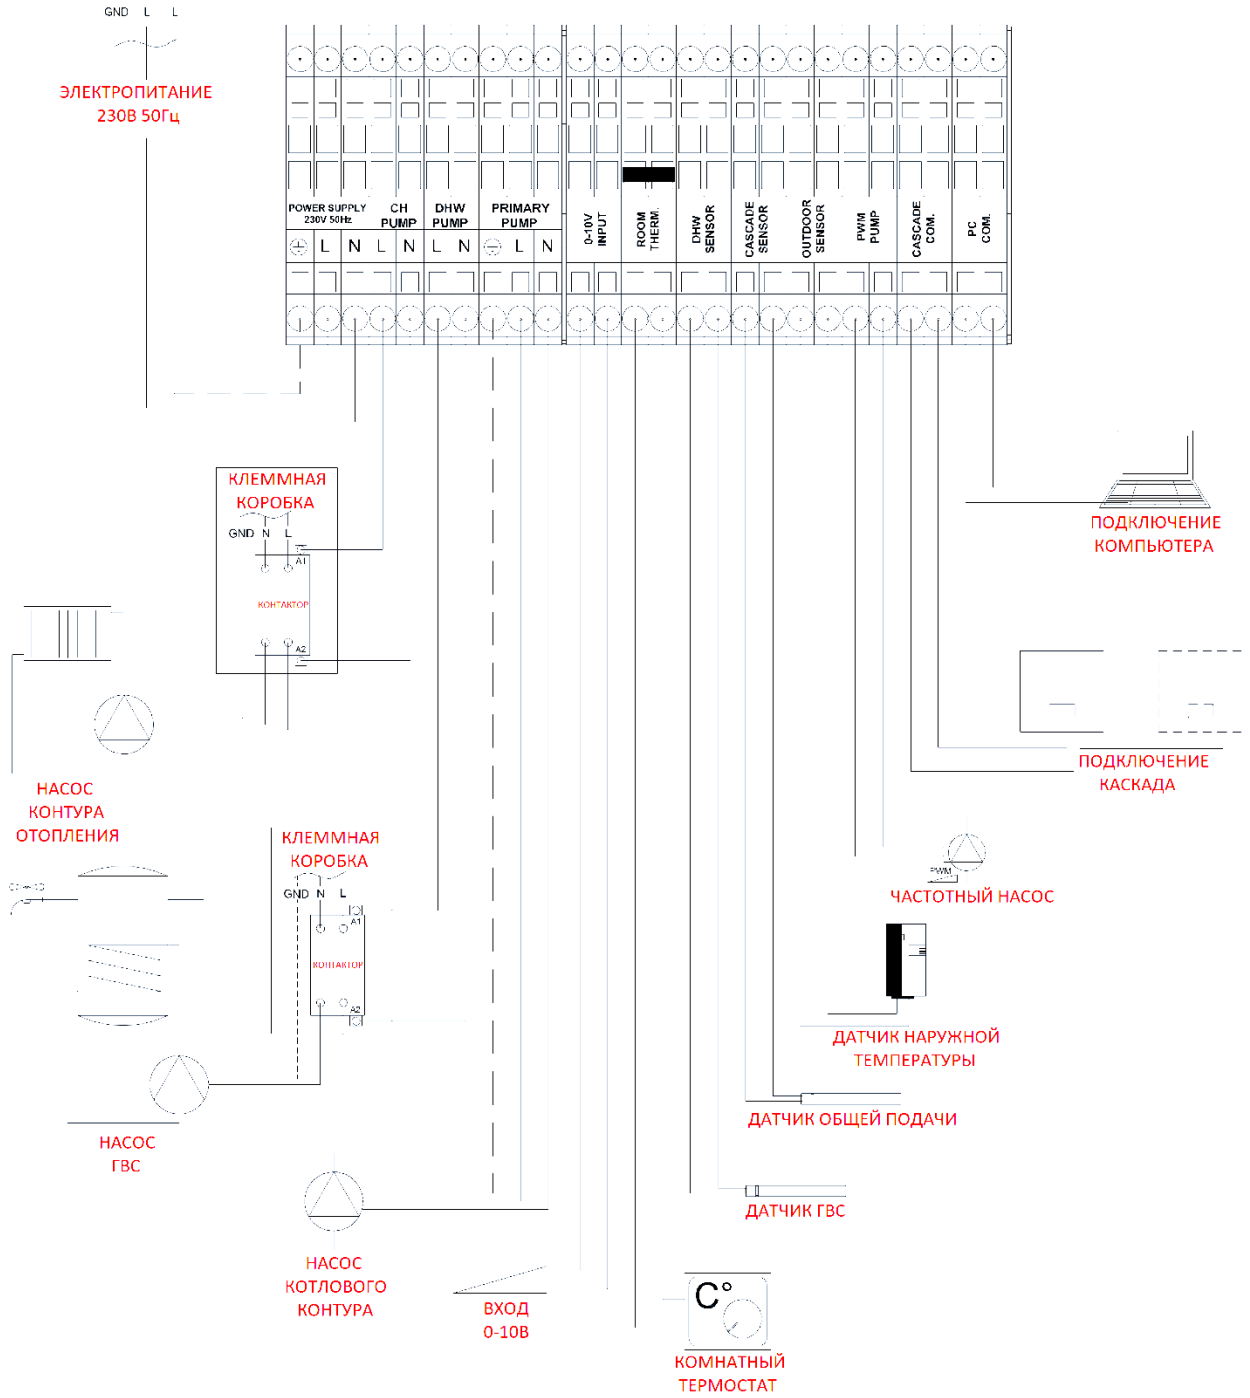 GND L L
ЭЛЕКТРОПИТАНИЕ
230В 50Гц
POWER SUPPLY
230V 50Hz
CH
PUMP
DHW
PUMP
PRIMARY
PUMP
0-10V
INPUT
ROOM
THERM.
DHW
SENSOR
CASCADE
SENSOR
OUTDOOR
SENSOR
PWM
PUMP
CASCADE
COM.
PC
COM.
L N L N L N L N
КЛЕММНАЯ
КОРОБКА
GND N L
A1
КОНТАКТОР
A2
ПОДКЛЮЧЕНИЕ
КОМПЬЮТЕРА
НАСОС
КОНТУРА
ОТОПЛЕНИЯ
ПОДКЛЮЧЕНИЕ
КАСКАДА
КЛЕММНАЯ
КОРОБКА
GND N L
A1
КОНТАКТОР
A2
PWM
ЧАСТОТНЫЙ НАСОС
ДАТЧИК НАРУЖНОЙ
ТЕМПЕРАТУРЫ
ДАТЧИК ОБЩЕЙ ПОДАЧИ
НАСОС
ГВС
ДАТЧИК ГВС
НАСОС
КОТЛОВОГО
КОНТУРА
ВХОД
0-10В
C°
КОМНАТНЫЙ
ТЕРМОСТАТ